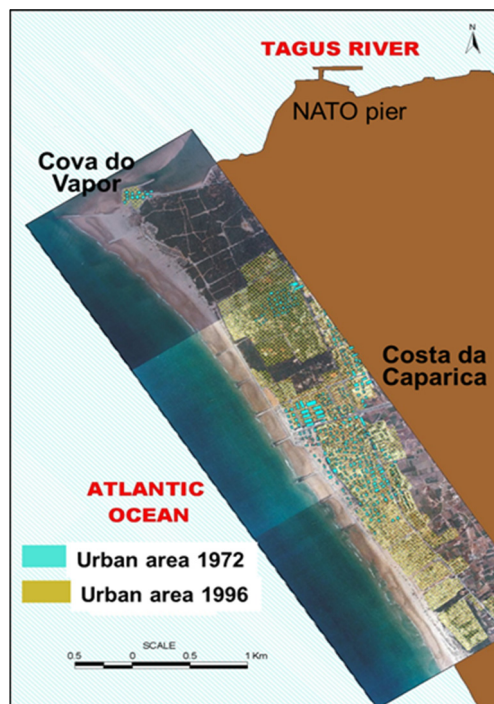 N
TAGUS RIVER
NATO pier
Cova do
Vapor
Costa da
Caparica
ATLANTIC
OCEAN
Urban area 1972
Urban area 1996
SCALE
0.5 0 0.5 1 Km